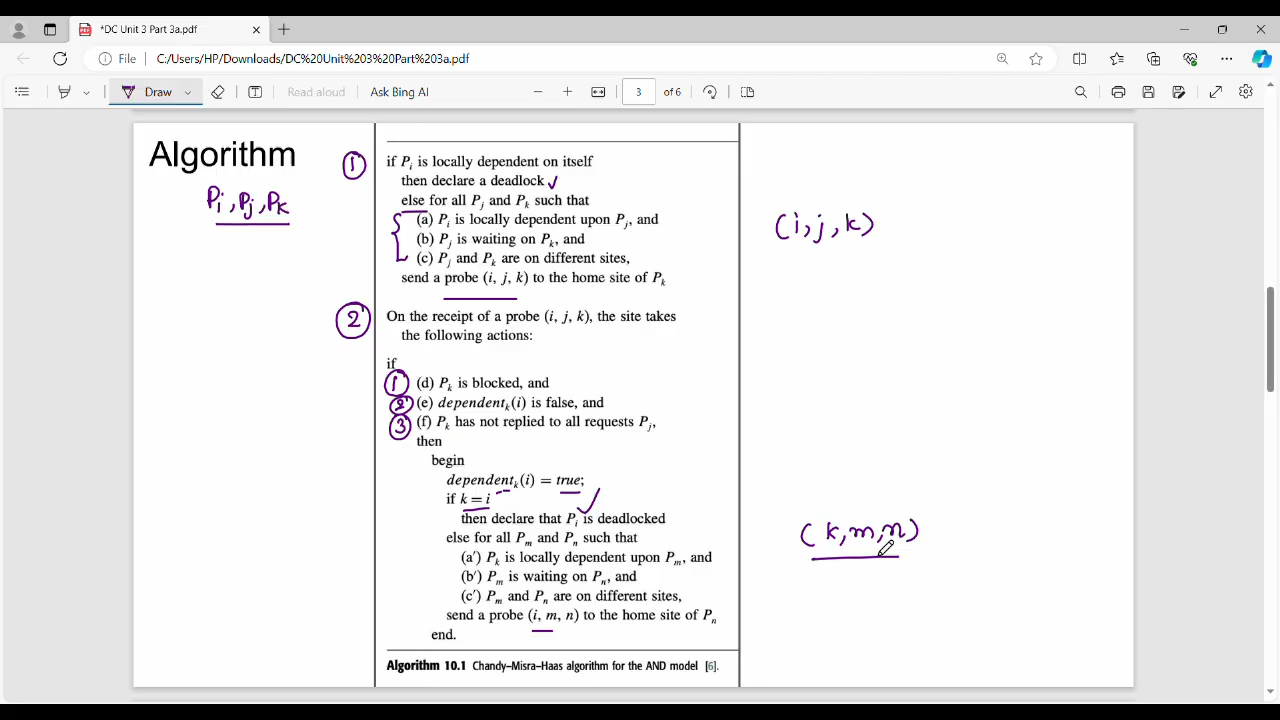 *DC Unit 3 Part 3a.pdf
File C:/Users/HP/Downloads/DC%20Unit%203%20Part%203a.pdf
Draw Read aloud Ask Bing AI 3 of 6
Algorithm
Pi, Pj, Pk
1
if Pi is locally dependent on itself
then declare a deadlock ✓
else for all Pj and Pk such that
(a) Pi is locally dependent upon Pj, and
(b) Pj is waiting on Pk, and
(c) Pj and Pk are on different sites,
send a probe (i, j, k) to the home site of Pk
(i, j, k)
2
On the receipt of a probe (i, j, k), the site takes
the following actions:
if
1 (d) Pk is blocked, and
2 (e) dependentk(i) is false, and
3 (f) Pk has not replied to all requests Pj,
then
begin
dependentk(i) = true;
if k = i
then declare that Pi is deadlocked
else for all Pm and Pn such that
(a′) Pk is locally dependent upon Pm, and
(b′) Pm is waiting on Pn, and
(c′) Pm and Pn are on different sites,
send a probe (i, m, n) to the home site of Pn
end.
(k, m, n)
Algorithm 10.1 Chandy–Misra–Haas algorithm for the AND model [6].